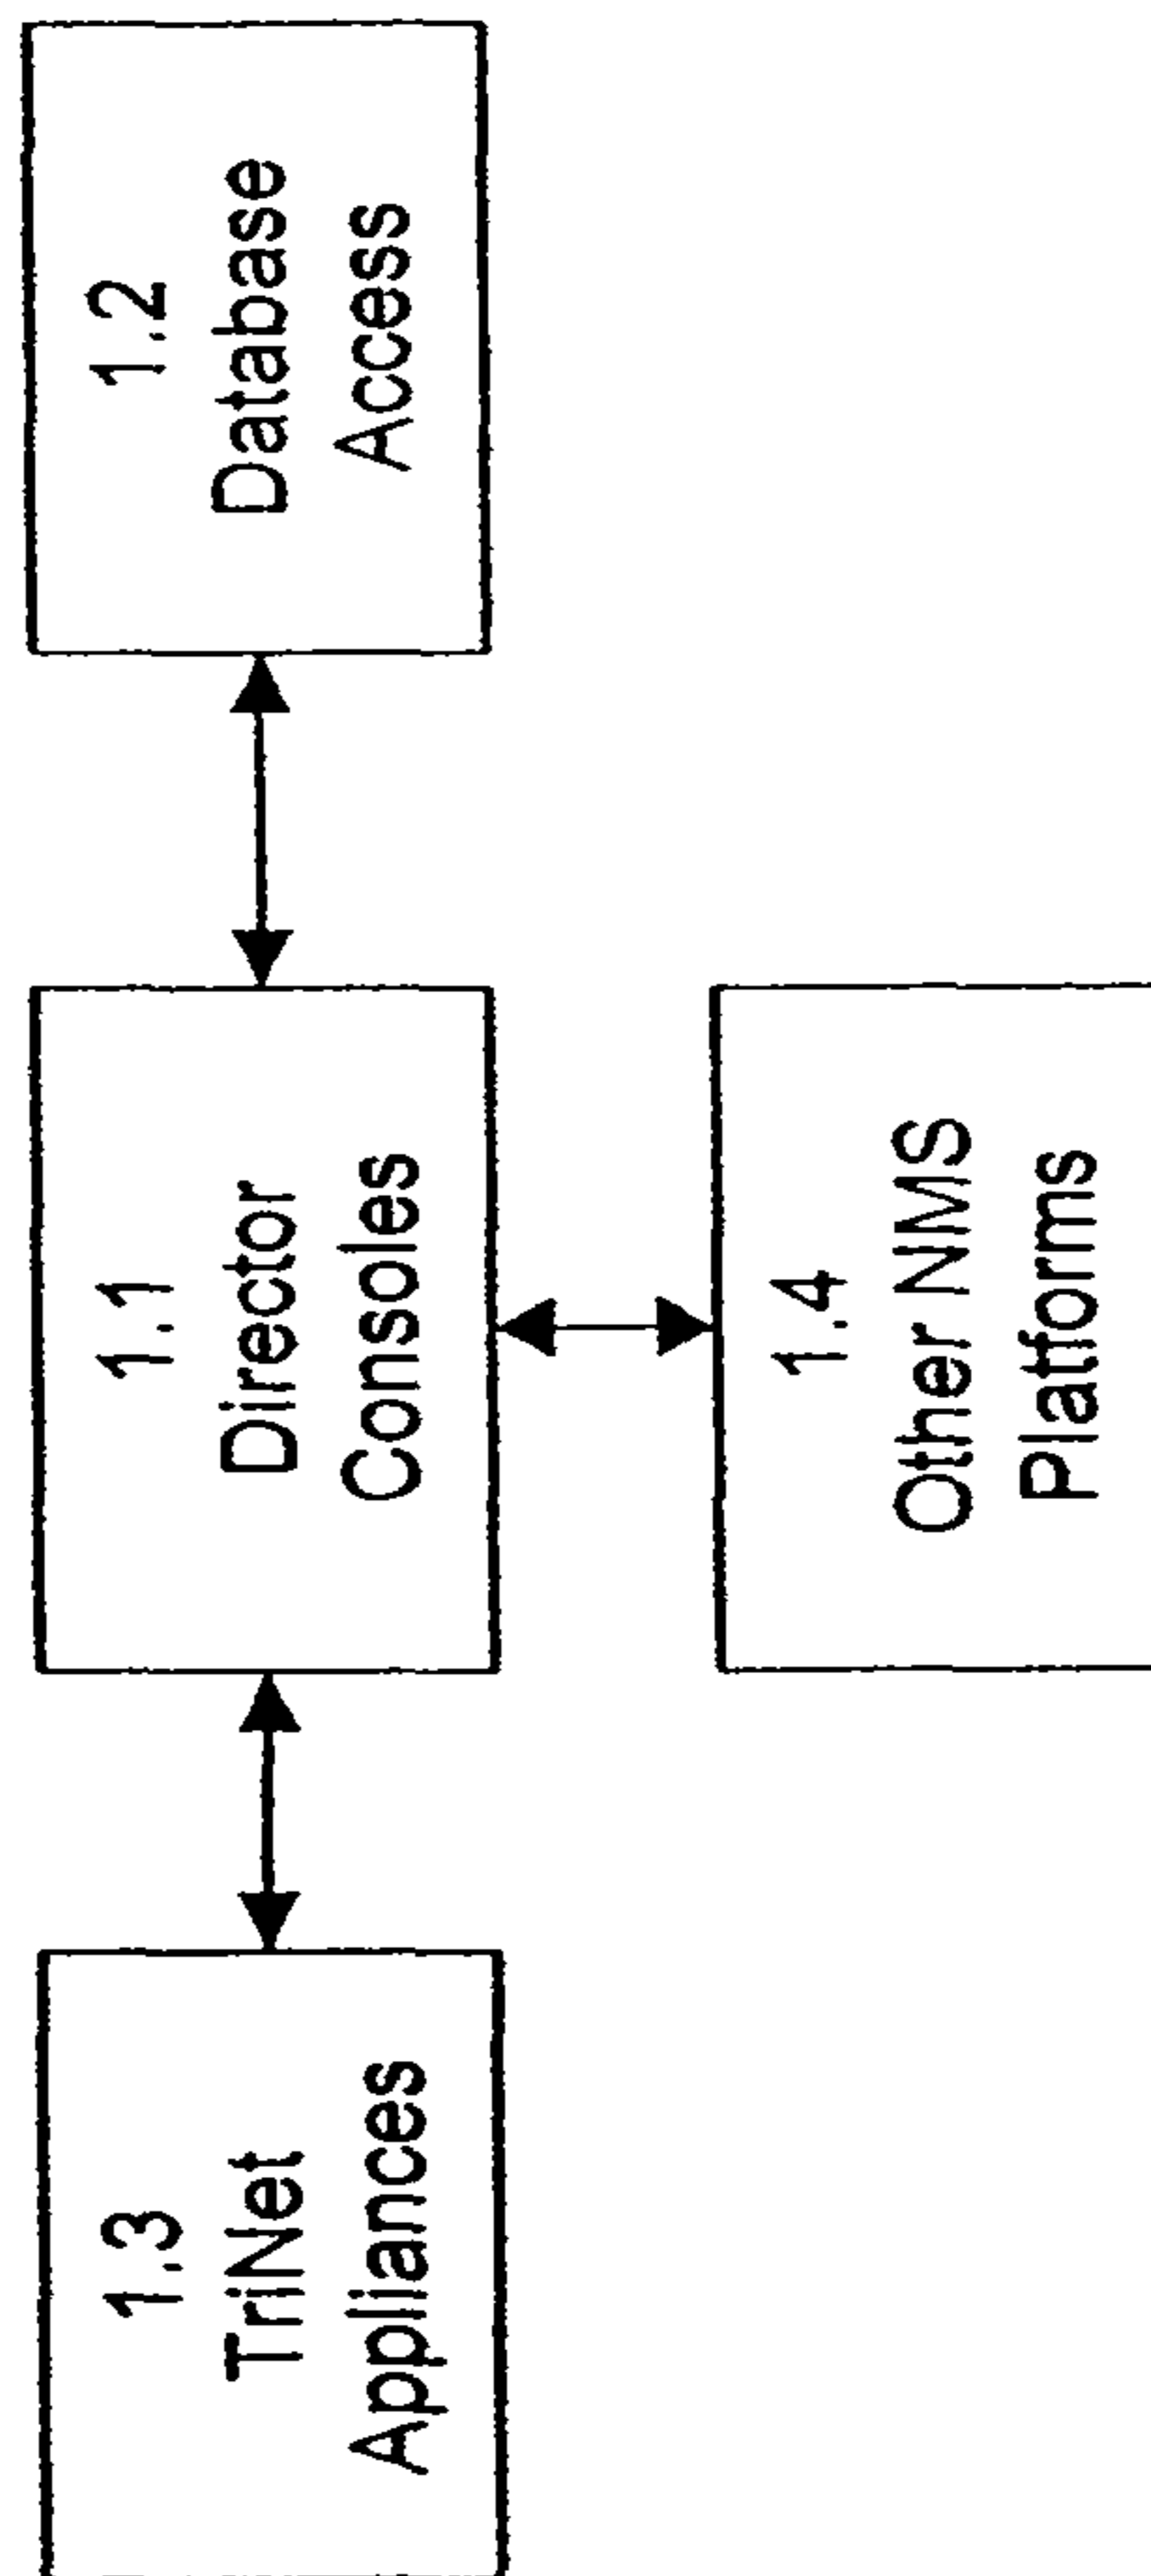 1.3
TriNet
Appliances
1.1
Director
Consoles
1.2
Database
Access
1.4
Other NMS
Platforms